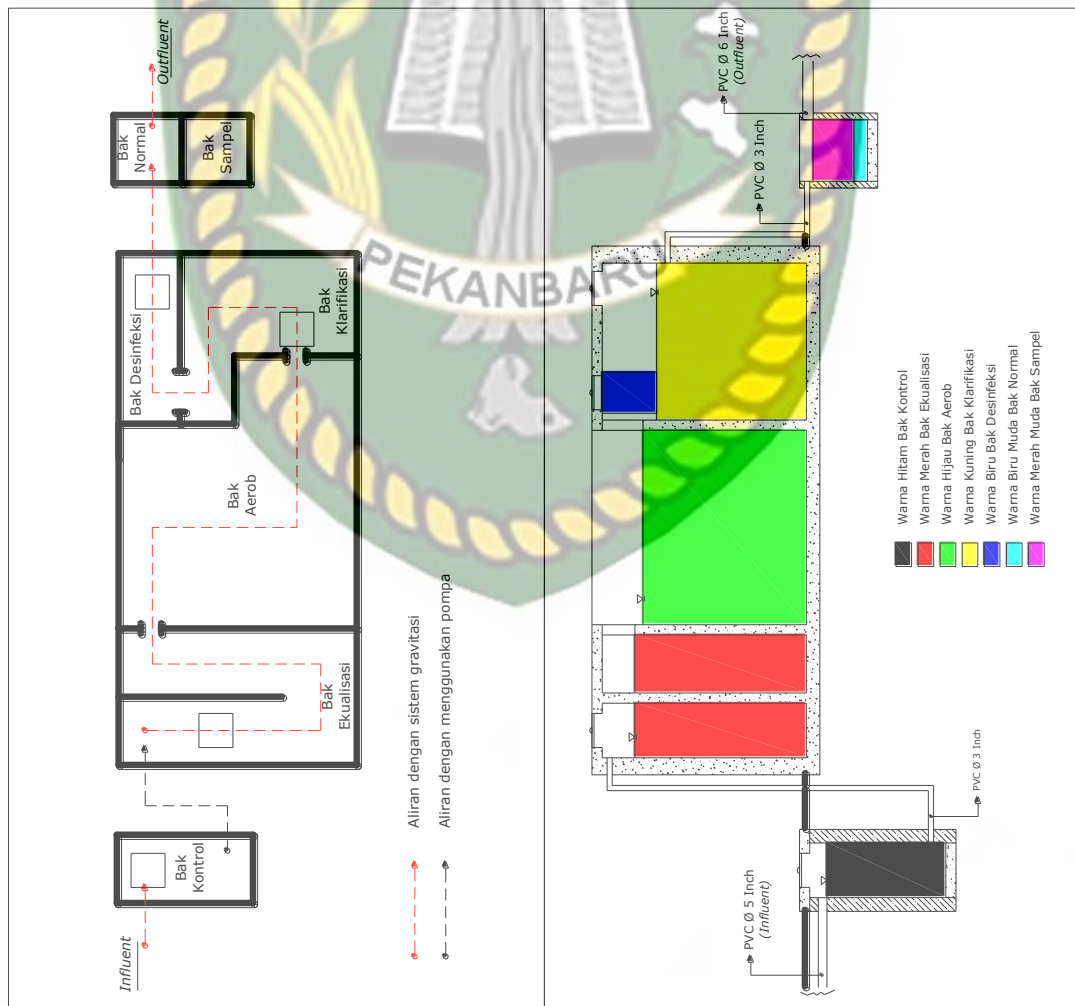 Influent
Bak
Kontrol
Bak
Ekualisasi
Bak
Aerob
Bak
Klarifikasi
Bak Desinfeksi
Bak
Normal
Bak
Sampel
Outfluent
Aliran dengan sistem gravitasi
Aliran dengan menggunakan pompa
PEKANBARU
PVC Ø 5 Inch
(Influent)
PVC Ø 3 Inch
PVC Ø 3 Inch
PVC Ø 6 Inch
(Outfluent)
Warna Hitam Bak Kontrol
Warna Merah Bak Ekualisasi
Warna Hijau Bak Aerob
Warna Kuning Bak Klarifikasi
Warna Biru Bak Desinfeksi
Warna Biru Muda Bak Normal
Warna Merah Muda Bak Sampel